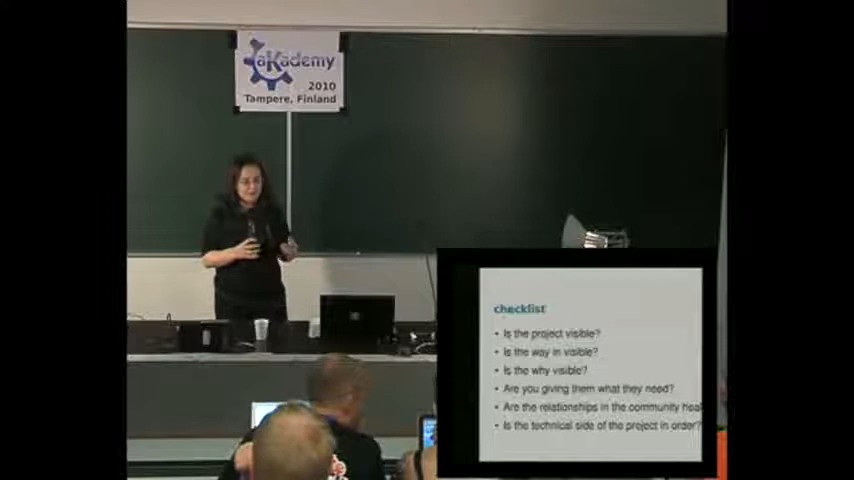 aKademy
2010
Tampere, Finland
checklist
• Is the project visible?
• Is the way in visible?
• Is the why visible?
• Are you giving them what they need?
• Are the relationships in the community heal
• Is the technical side of the project in order?